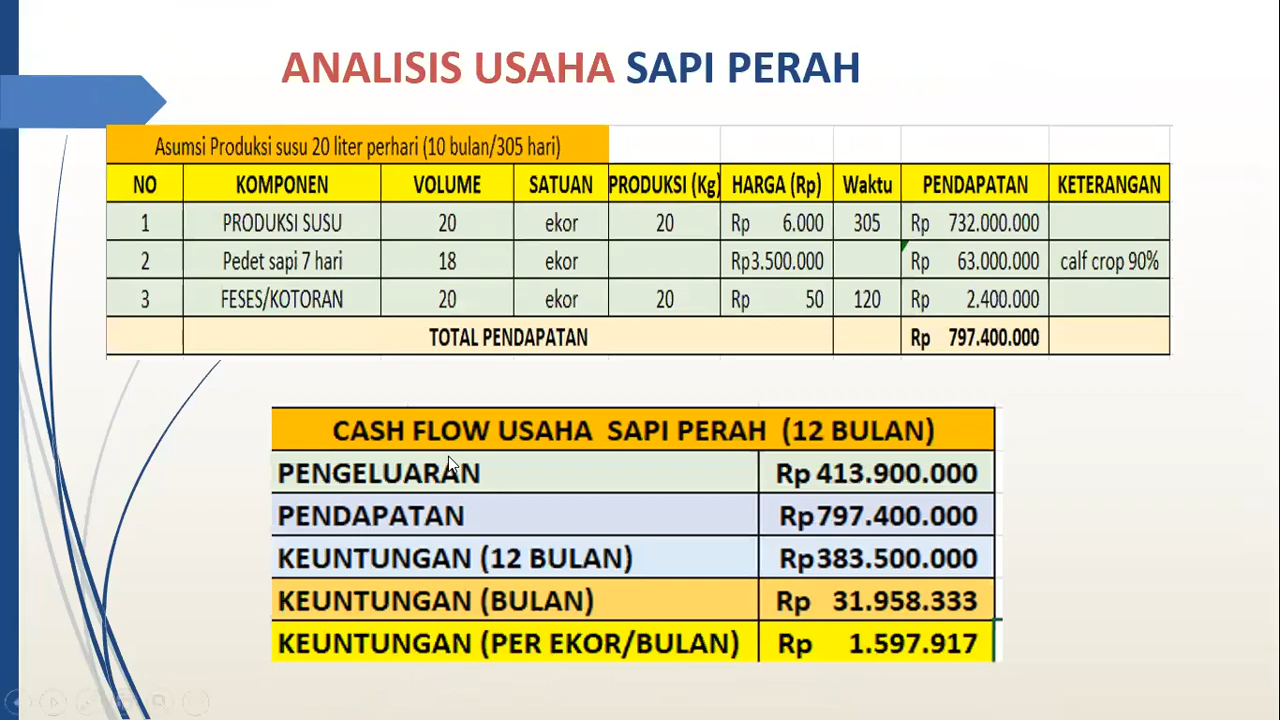 ANALISIS USAHA SAPI PERAH
Asumsi Produksi susu 20 liter perhari (10 bulan/305 hari)
NO KOMPONEN VOLUME SATUAN PRODUKSI (Kg) HARGA (Rp) Waktu PENDAPATAN KETERANGAN
1 PRODUKSI SUSU 20 ekor 20 Rp 6.000 305 Rp 732.000.000
2 Pedet sapi 7 hari 18 ekor Rp3.500.000 Rp 63.000.000 calf crop 90%
3 FESES/KOTORAN 20 ekor 20 Rp 50 120 Rp 2.400.000
TOTAL PENDAPATAN Rp 797.400.000
CASH FLOW USAHA SAPI PERAH (12 BULAN)
PENGELUARAN Rp 413.900.000
PENDAPATAN Rp797.400.000
KEUNTUNGAN (12 BULAN) Rp383.500.000
KEUNTUNGAN (BULAN) Rp 31.958.333
KEUNTUNGAN (PER EKOR/BULAN) Rp 1.597.917